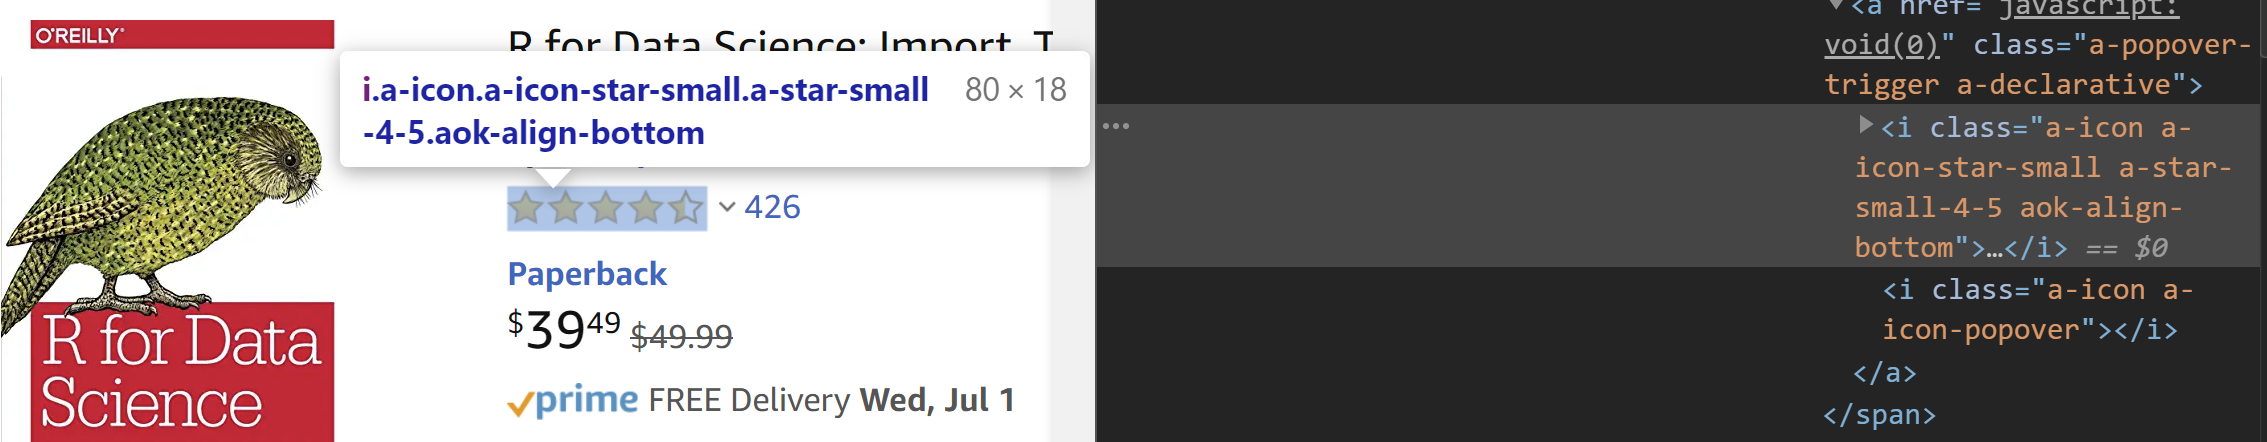 O'REILLY®
R for Data Science: Import, T
i.a-icon.a-icon-star-small.a-star-small
-4-5.aok-align-bottom
80 × 18
426
Paperback
$39 49 $49.99
prime FREE Delivery Wed, Jul 1
R for Data
Science
<a href="javascript:
void(0)" class="a-popover-
trigger a-declarative">
<i class="a-icon a-
icon-star-small a-star-
small-4-5 aok-align-
bottom">…</i> == $0
<i class="a-icon a-
icon-popover"></i>
</a>
</span>